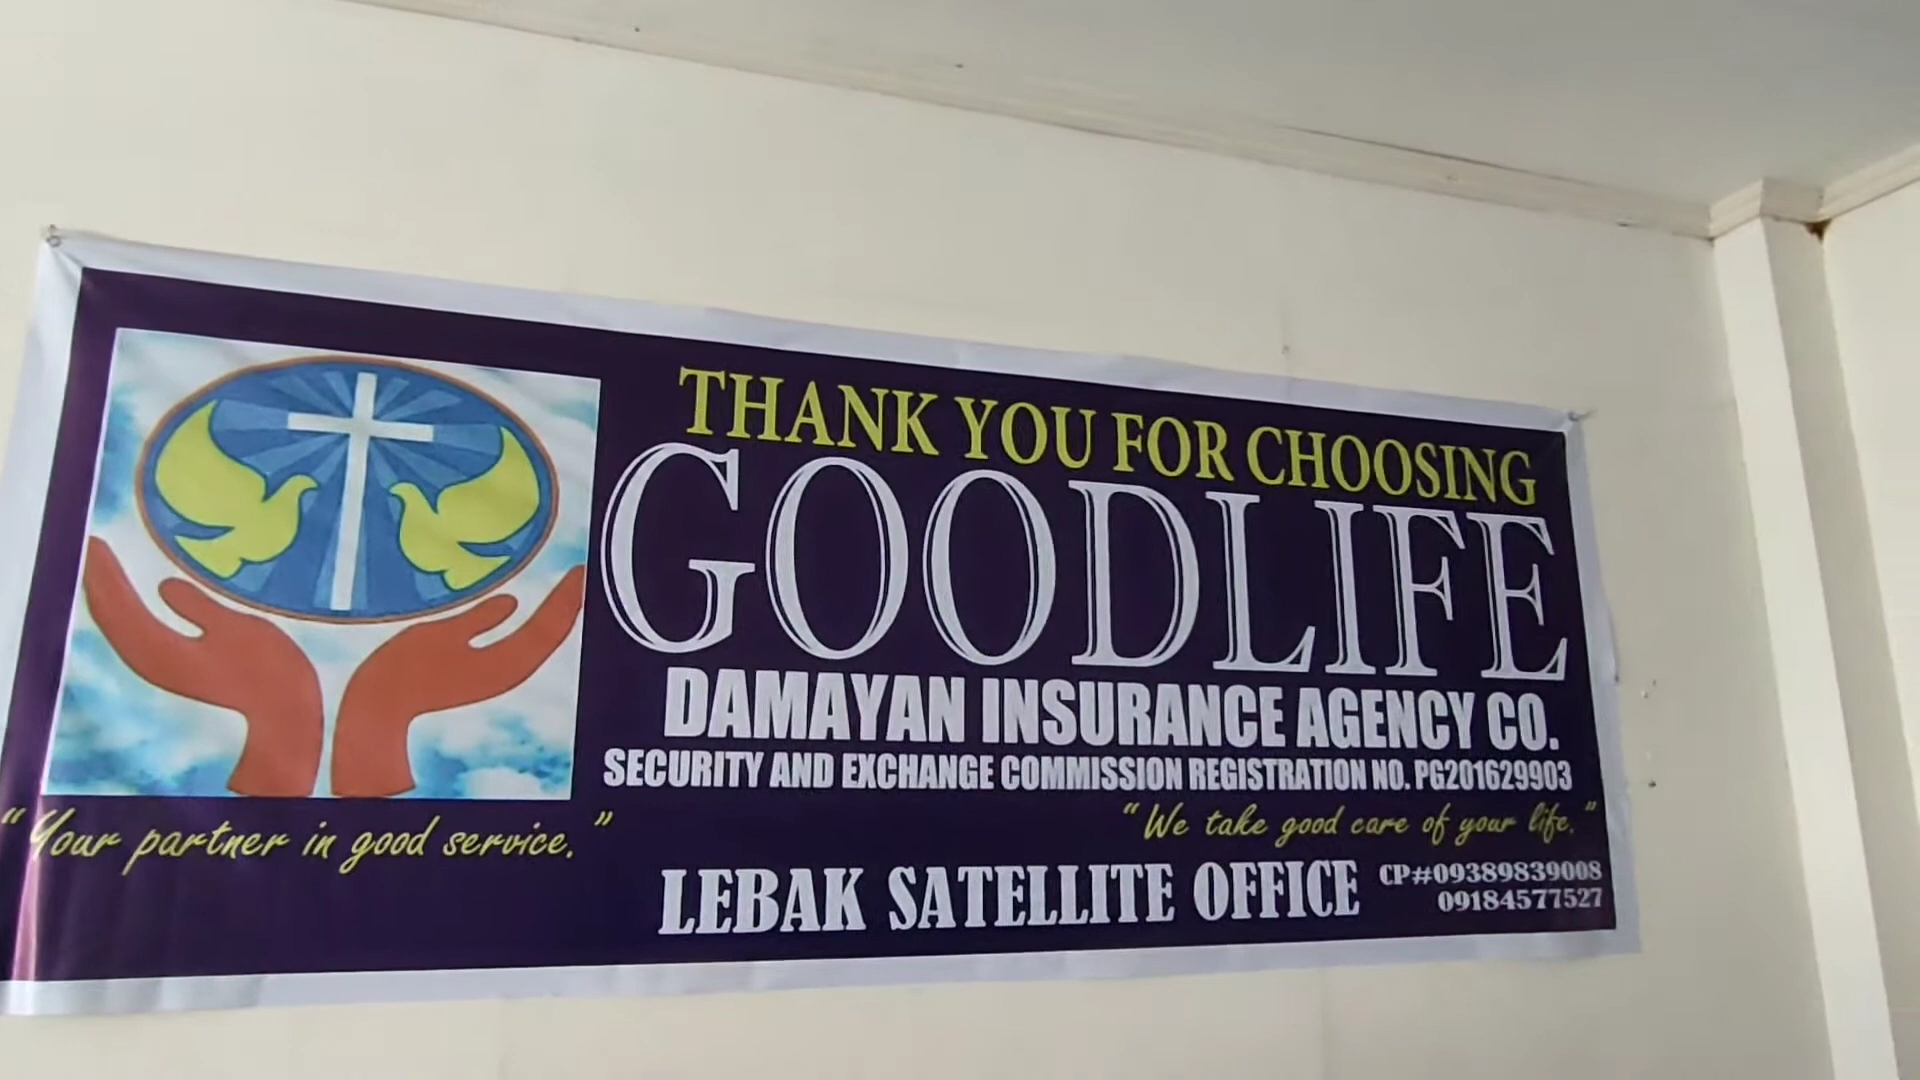 THANK YOU FOR CHOOSING
GOODLIFE
DAMAYAN INSURANCE AGENCY CO.
SECURITY AND EXCHANGE COMMISSION REGISTRATION NO. PG201629903
"Your partner in good service."
"We take good care of your life."
LEBAK SATELLITE OFFICE
CP#09389839008
09184577527